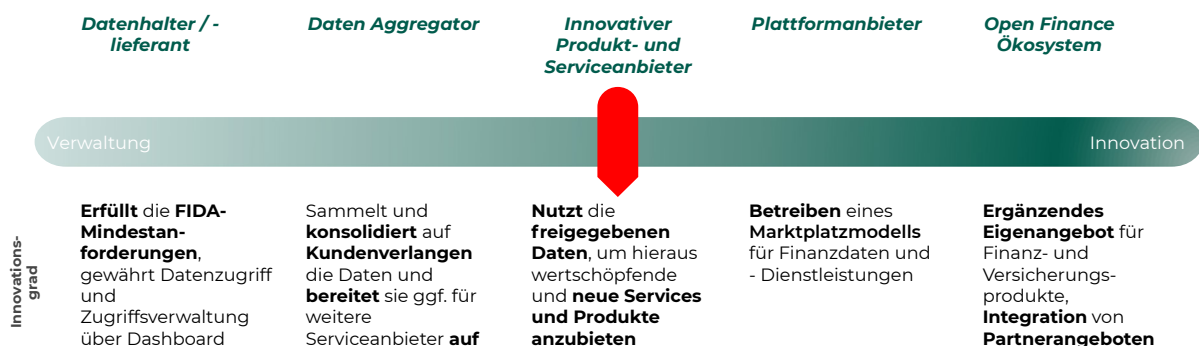 Datenhalter / -
lieferant
Daten Aggregator
Innovativer
Produkt- und
Serviceanbieter
Plattformanbieter
Open Finance
Ökosystem
Verwaltung
Innovation
Innovations-
grad
Erfüllt die FIDA-
Mindestan-
forderungen,
gewährt Datenzugriff
und
Zugriffsverwaltung
über Dashboard
Sammelt und
konsolidiert auf
Kundenverlangen
die Daten und
bereitet sie ggf. für
weitere
Serviceanbieter auf
Nutzt die
freigegebenen
Daten, um hieraus
wertschöpfende
und neue Services
und Produkte
anzubieten
Betreiben eines
Marktplatzmodells
für Finanzdaten und
- Dienstleistungen
Ergänzendes
Eigenangebot für
Finanz- und
Versicherungs-
produkte,
Integration von
Partnerangeboten